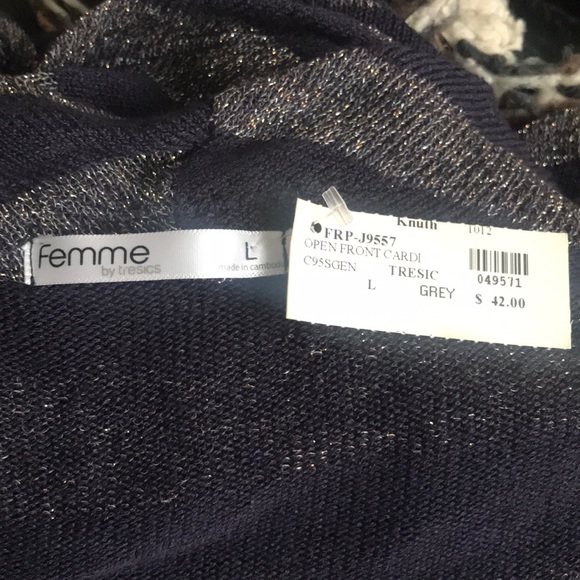 femme
by tresics
L
made in cambodia
Knuth 1012
FRP-J9557
OPEN FRONT CARDI
C95SGEN TRESIC
049571
L GREY $ 42.00